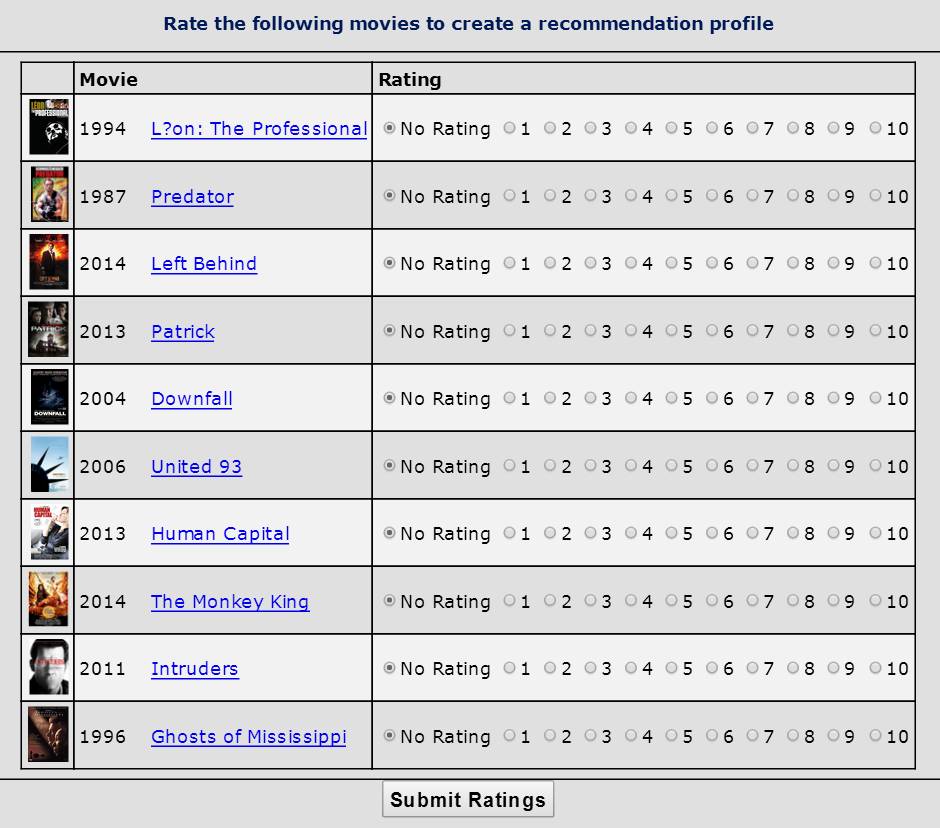 Rate the following movies to create a recommendation profile
Movie Rating
LÉON
THE PROFESSIONAL
1994 L?on: The Professional No Rating 1 2 3 4 5 6 7 8 9 10
PREDATOR
1987 Predator No Rating 1 2 3 4 5 6 7 8 9 10
2014 Left Behind No Rating 1 2 3 4 5 6 7 8 9 10
PATRICK
2013 Patrick No Rating 1 2 3 4 5 6 7 8 9 10
DOWNFALL
2004 Downfall No Rating 1 2 3 4 5 6 7 8 9 10
2006 United 93 No Rating 1 2 3 4 5 6 7 8 9 10
HUMAN
CAPITAL
2013 Human Capital No Rating 1 2 3 4 5 6 7 8 9 10
2014 The Monkey King No Rating 1 2 3 4 5 6 7 8 9 10
2011 Intruders No Rating 1 2 3 4 5 6 7 8 9 10
1996 Ghosts of Mississippi No Rating 1 2 3 4 5 6 7 8 9 10
Submit Ratings